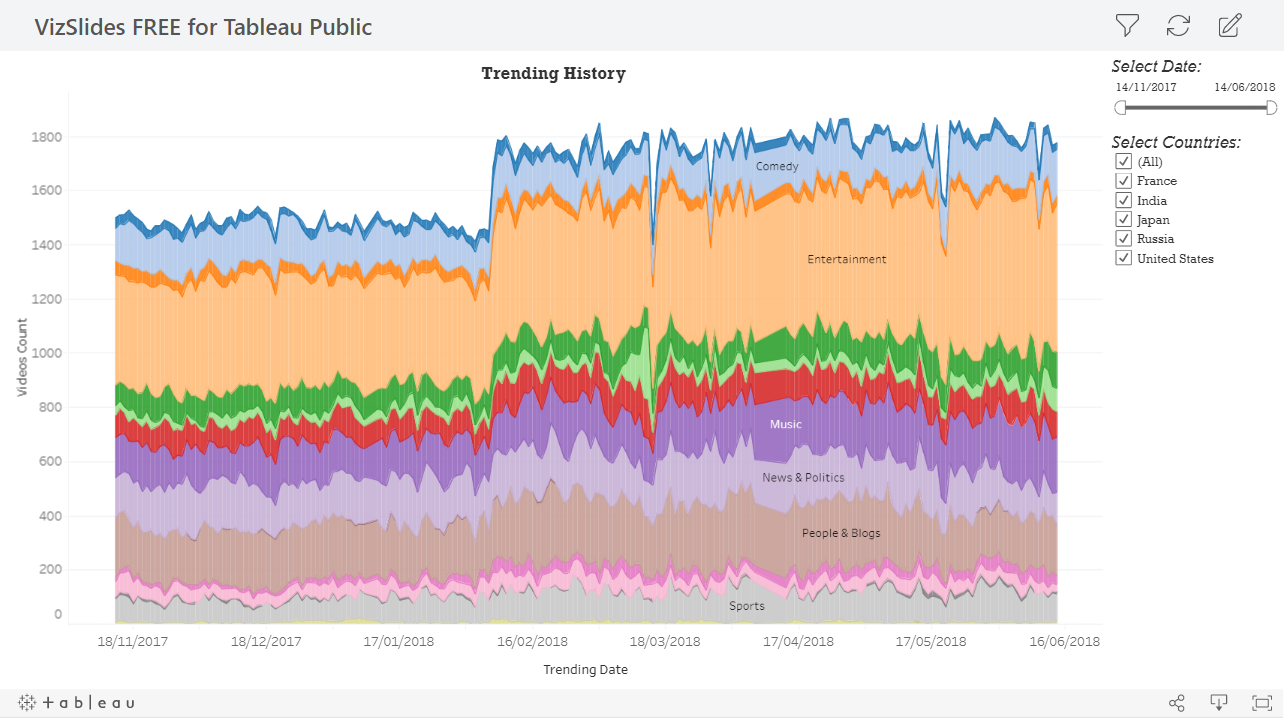 VizSlides FREE for Tableau Public
Trending History
Select Date:
14/11/2017 14/06/2018
Select Countries:
(All)
France
India
Japan
Russia
United States
Videos Count
1800
1600
1400
1200
1000
800
600
400
200
0
Comedy
Entertainment
Music
News & Politics
People & Blogs
Sports
18/11/2017 18/12/2017 17/01/2018 16/02/2018 18/03/2018 17/04/2018 17/05/2018 16/06/2018
Trending Date
+ a b | e a u